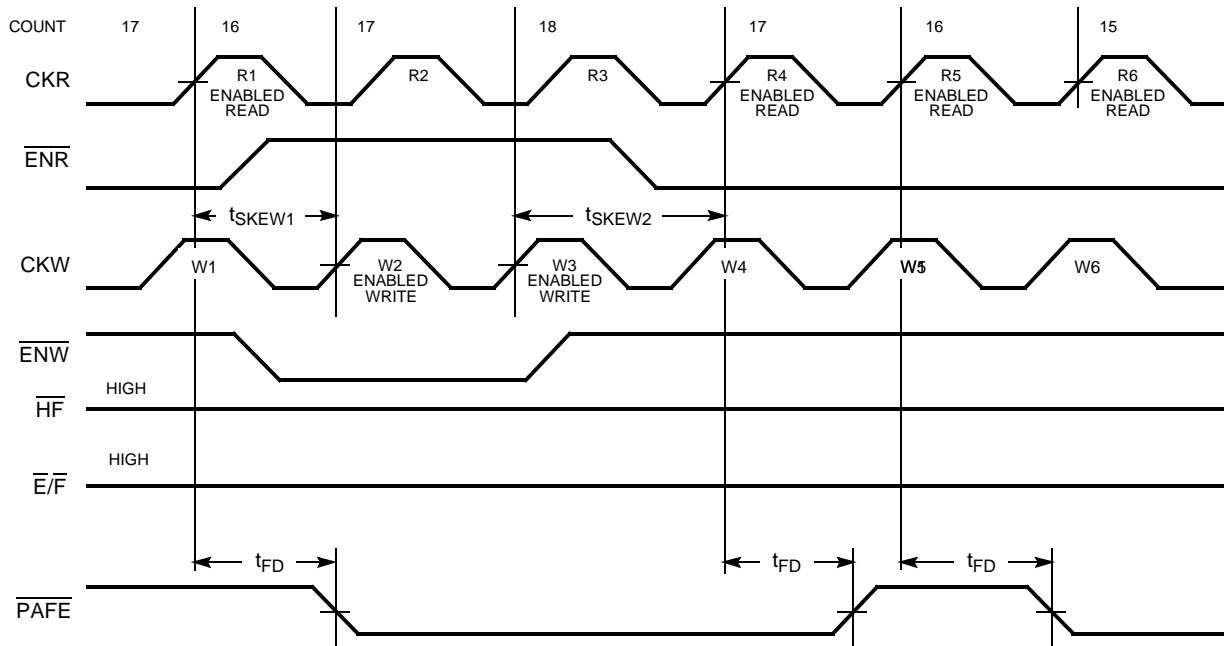 COUNT 17 16 17 18 17 16 15
CKR R1 R2 R3 R4 R5 R6
ENABLED ENABLED ENABLED ENABLED
READ READ READ READ
ENR
tSKEW1 tSKEW2
CKW W1 W2 W3 W4 W5 W6
ENABLED ENABLED
WRITE WRITE
ENW
HIGH
HF
HIGH
E/F
tFD tFD tFD
PAFE